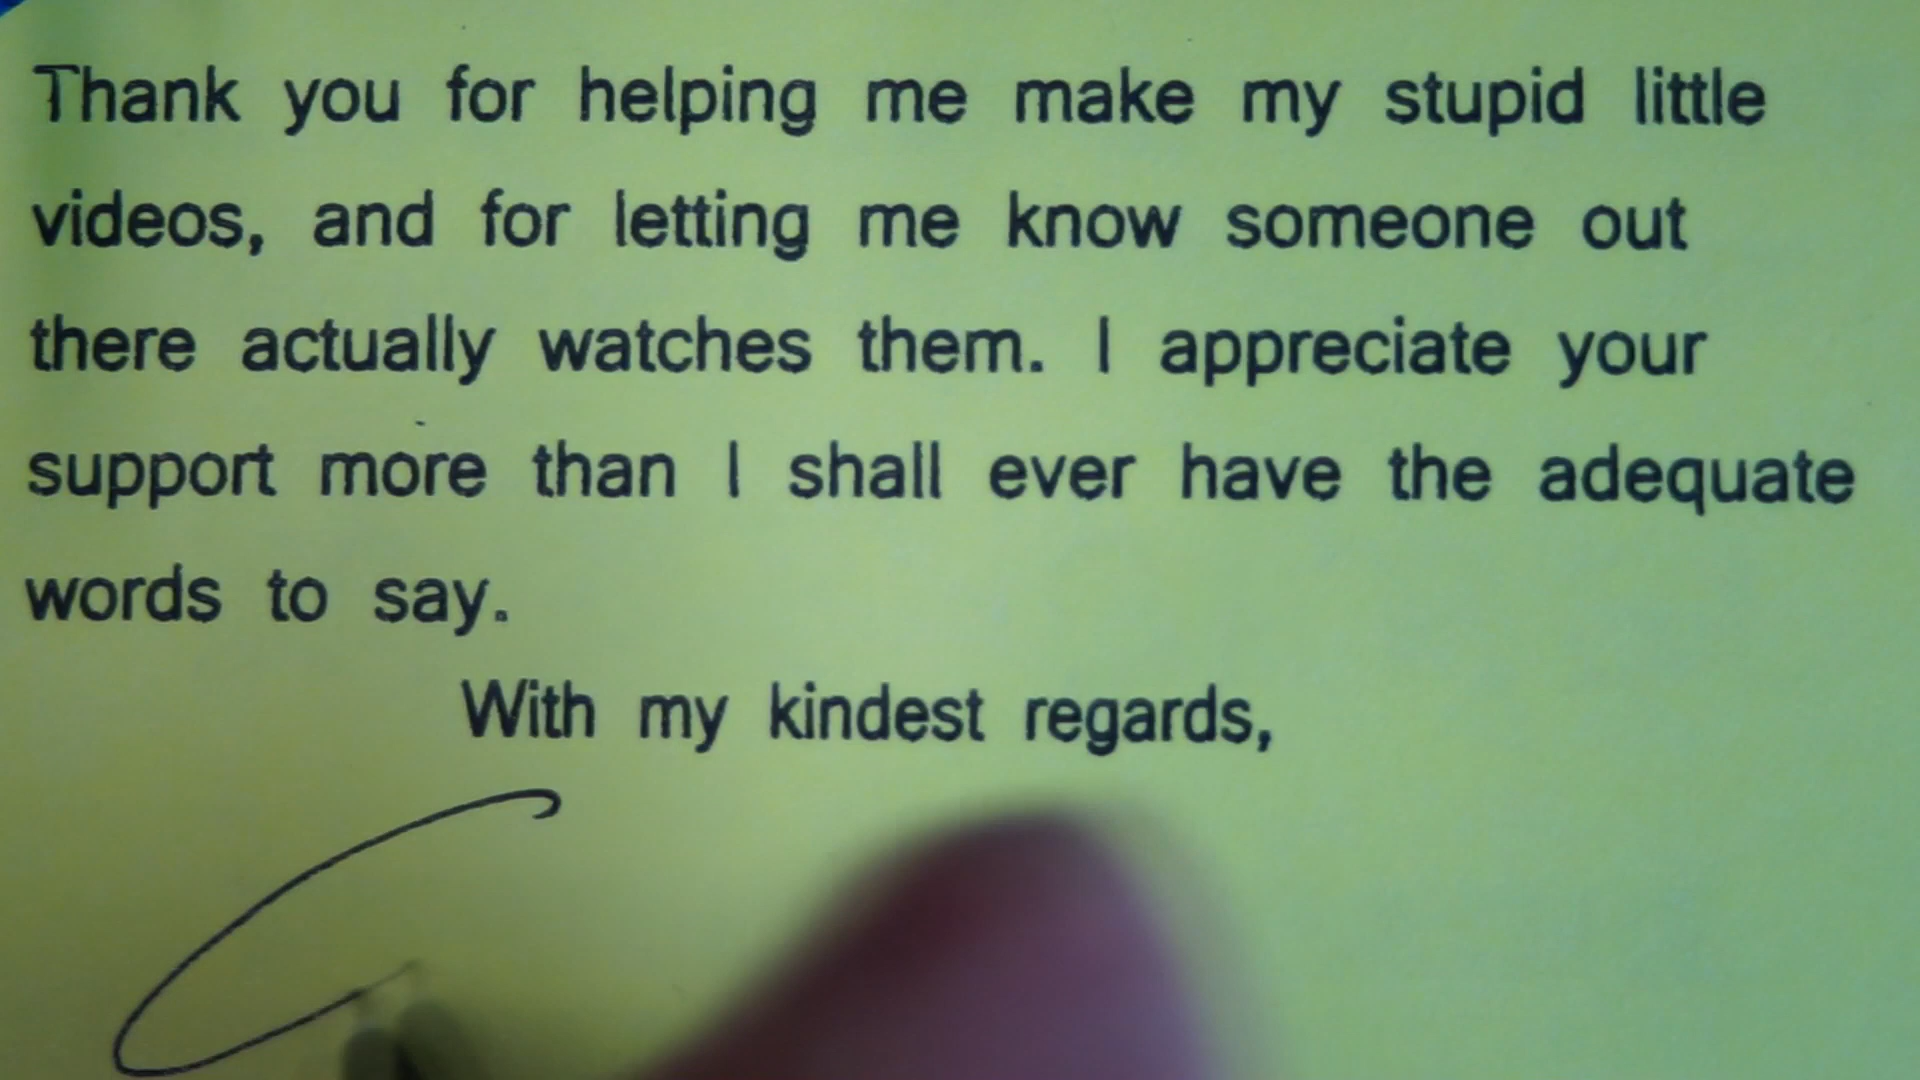 Thank you for helping me make my stupid little
videos, and for letting me know someone out
there actually watches them. I appreciate your
support more than I shall ever have the adequate
words to say.
With my kindest regards,